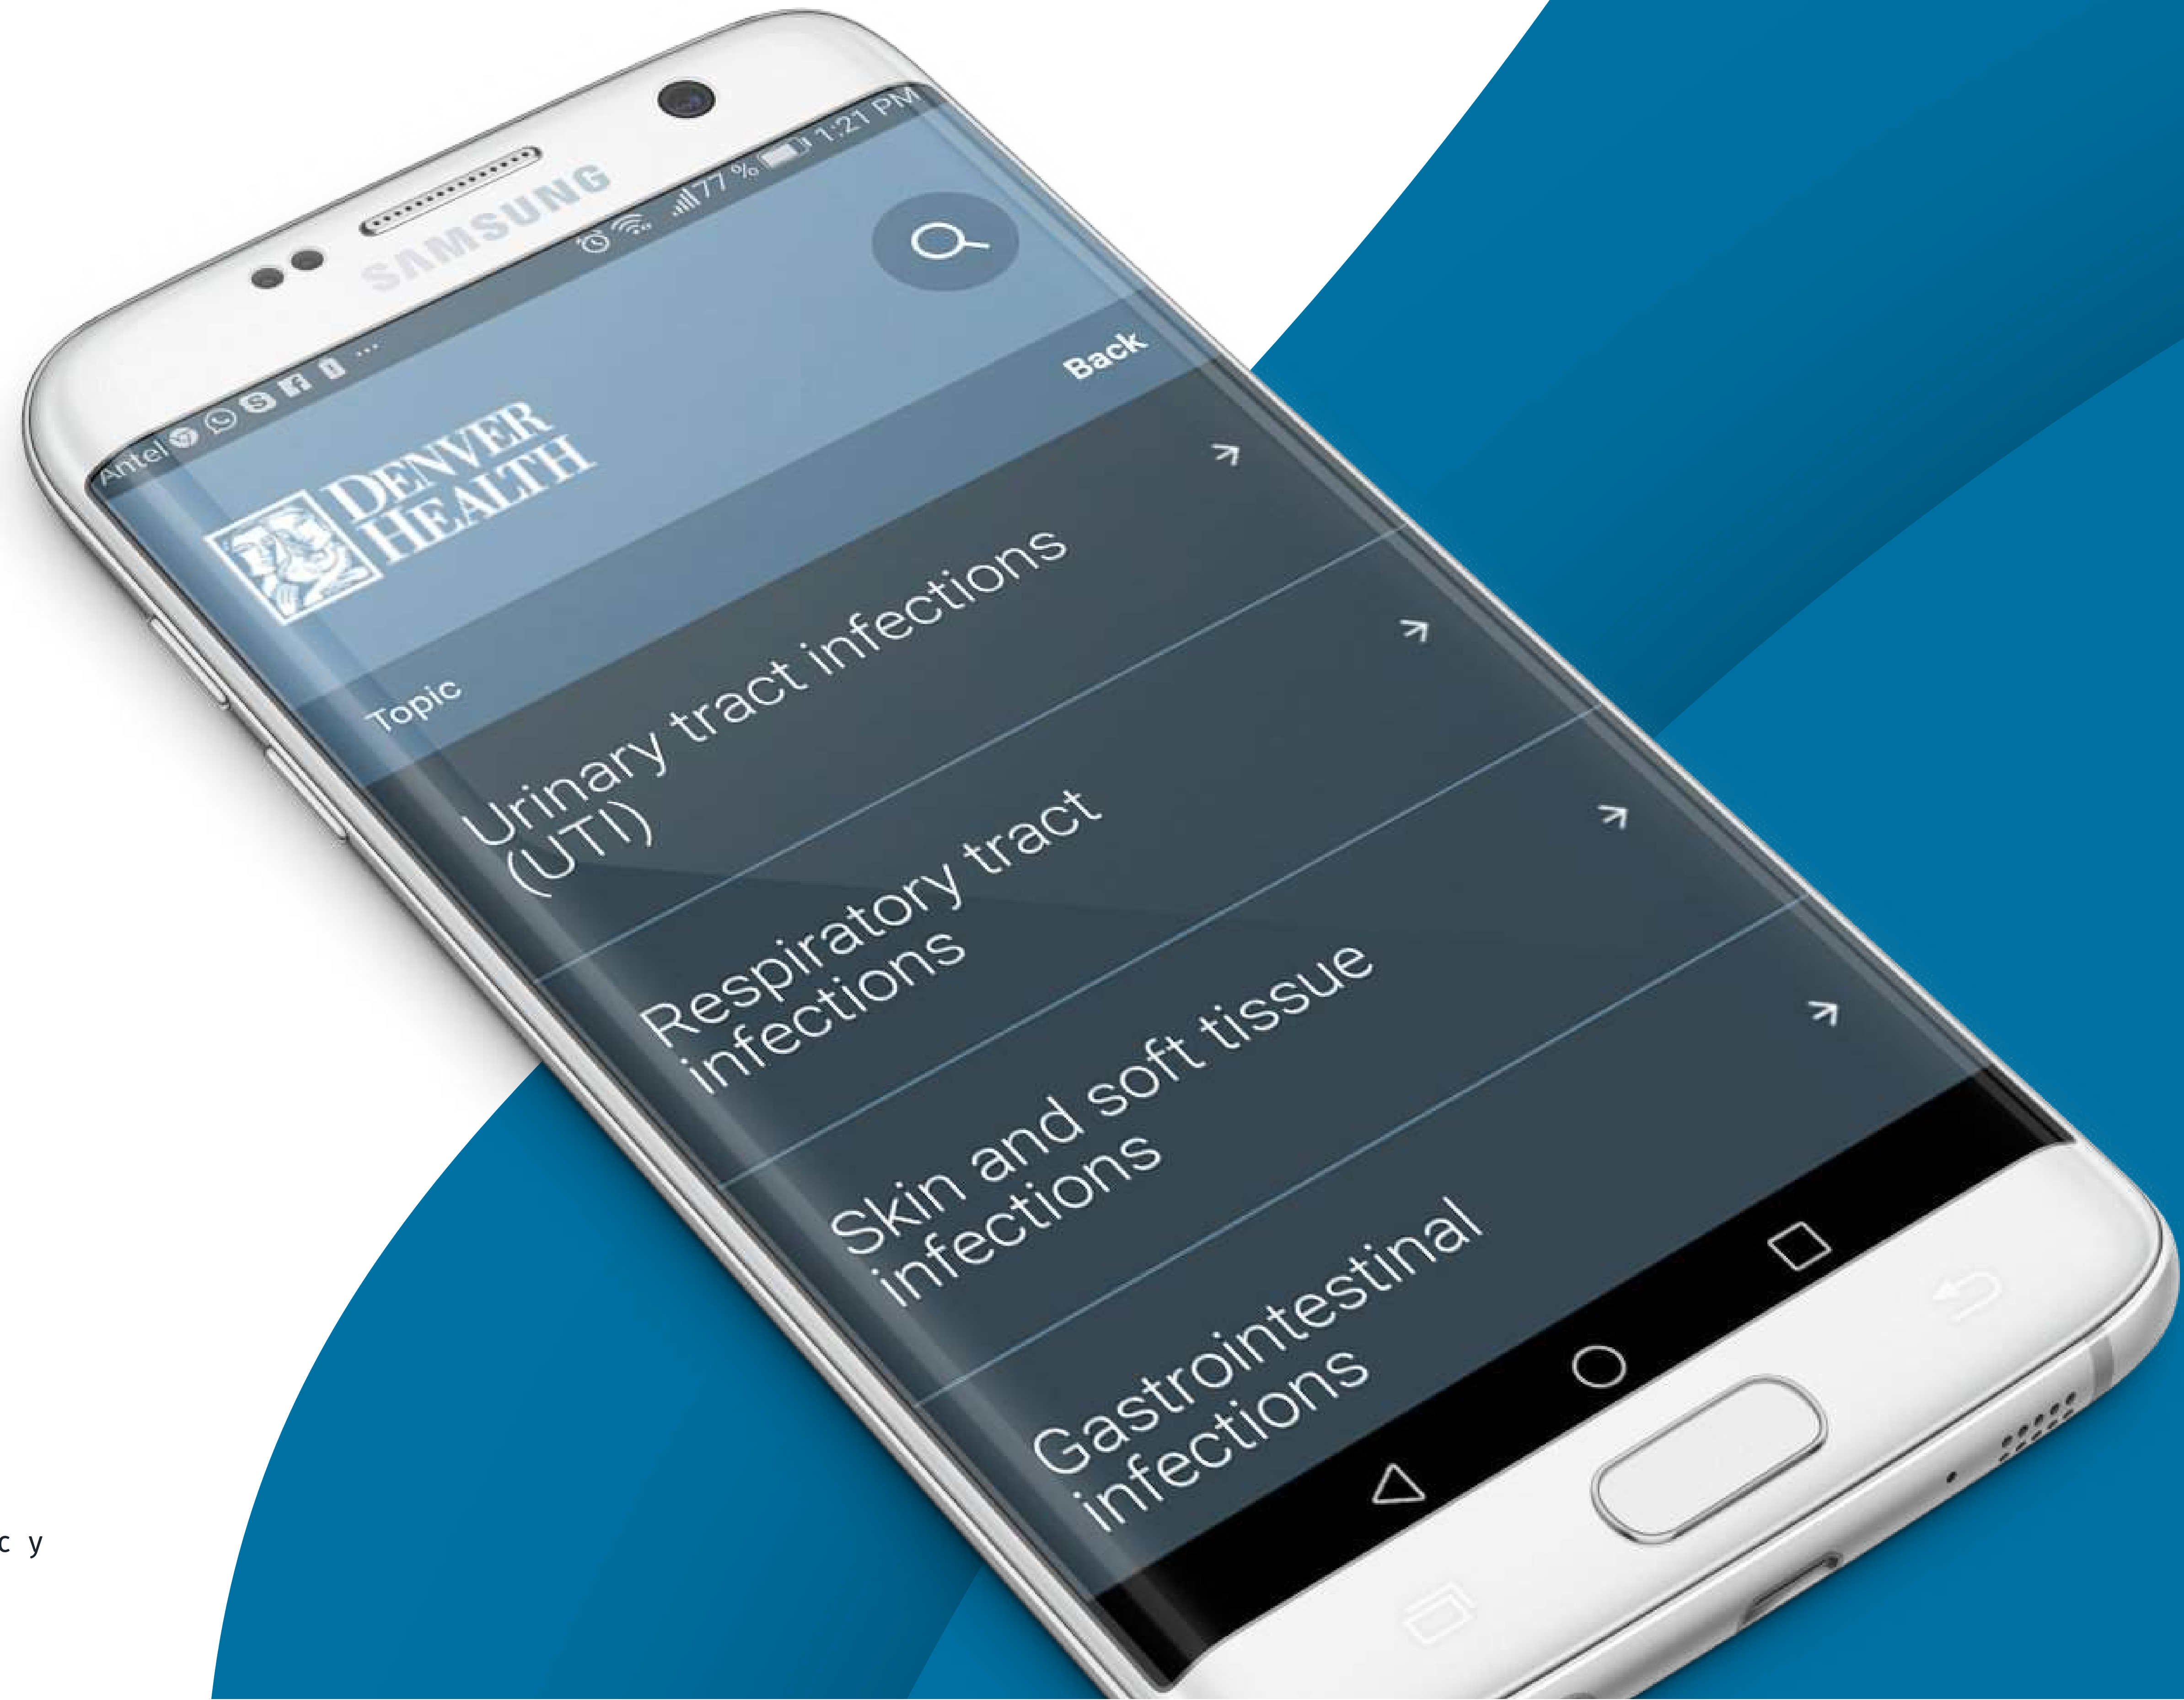 SAMSUNG
Antel ... 77 % 1:21 PM
DENVER
HEALTH
Topic
Back
Urinary tract infections
(UTI)
Respiratory tract
infections
Skin and soft tissue
infections
Gastrointestinal
infections
c y